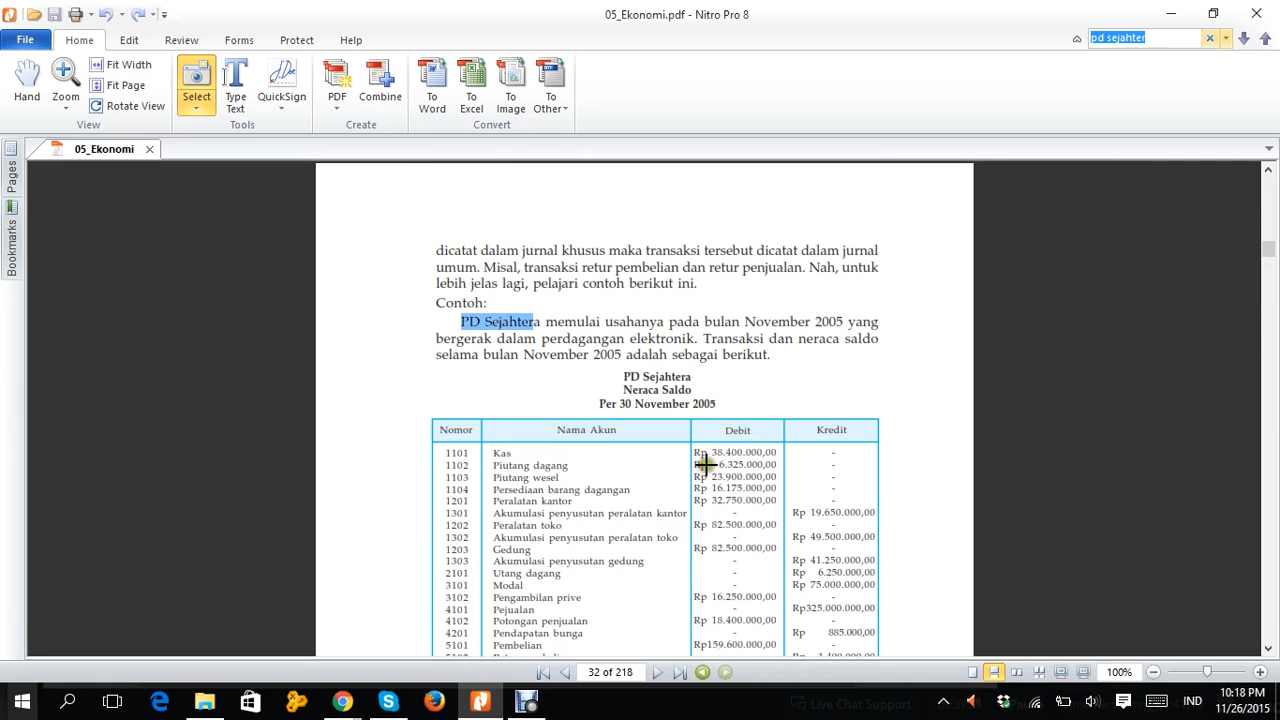 05_Ekonomi.pdf - Nitro Pro 8
File Home Edit Review Forms Protect Help
pd sejahter
Hand
Zoom
Fit Width
Fit Page
Rotate View
Select
Type Text
QuickSign
PDF
Combine
To Word
To Excel
To Image
To Other
View Tools Create Convert
05_Ekonomi
Pages
Bookmarks
dicatat dalam jurnal khusus maka transaksi tersebut dicatat dalam jurnal
umum. Misal, transaksi retur pembelian dan retur penjualan. Nah, untuk
lebih jelas lagi, pelajari contoh berikut ini.
Contoh:
PD Sejahtera memulai usahanya pada bulan November 2005 yang
bergerak dalam perdagangan elektronik. Transaksi dan neraca saldo
selama bulan November 2005 adalah sebagai berikut.
PD Sejahtera
Neraca Saldo
Per 30 November 2005
Nomor Nama Akun Debit Kredit
1101 Kas Rp 38.400.000,00 -
1102 Piutang dagang 6.325.000,00 -
1103 Piutang wesel Rp 23.900.000,00 -
1104 Persediaan barang dagangan Rp 16.175.000,00 -
1201 Peralatan kantor Rp 32.750.000,00 -
1301 Akumulasi penyusutan peralatan kantor - Rp 19.650.000,00
1202 Peralatan toko Rp 82.500.000,00 -
1302 Akumulasi penyusutan peralatan toko - Rp 49.500.000,00
1203 Gedung Rp 82.500.000,00 -
1303 Akumulasi penyusutan gedung - Rp 41.250.000,00
2101 Utang dagang - Rp 6.250.000,00
3101 Modal - Rp 75.000.000,00
3102 Pengambilan prive Rp 16.250.000,00 -
4101 Pejualan - Rp325.000.000,00
4102 Potongan penjualan Rp 18.400.000,00 -
4201 Pendapatan bunga - Rp 885.000,00
5101 Pembelian Rp159.600.000,00 -
32 of 218
100%
Live Chat Support
IND
10:18 PM
11/26/2015